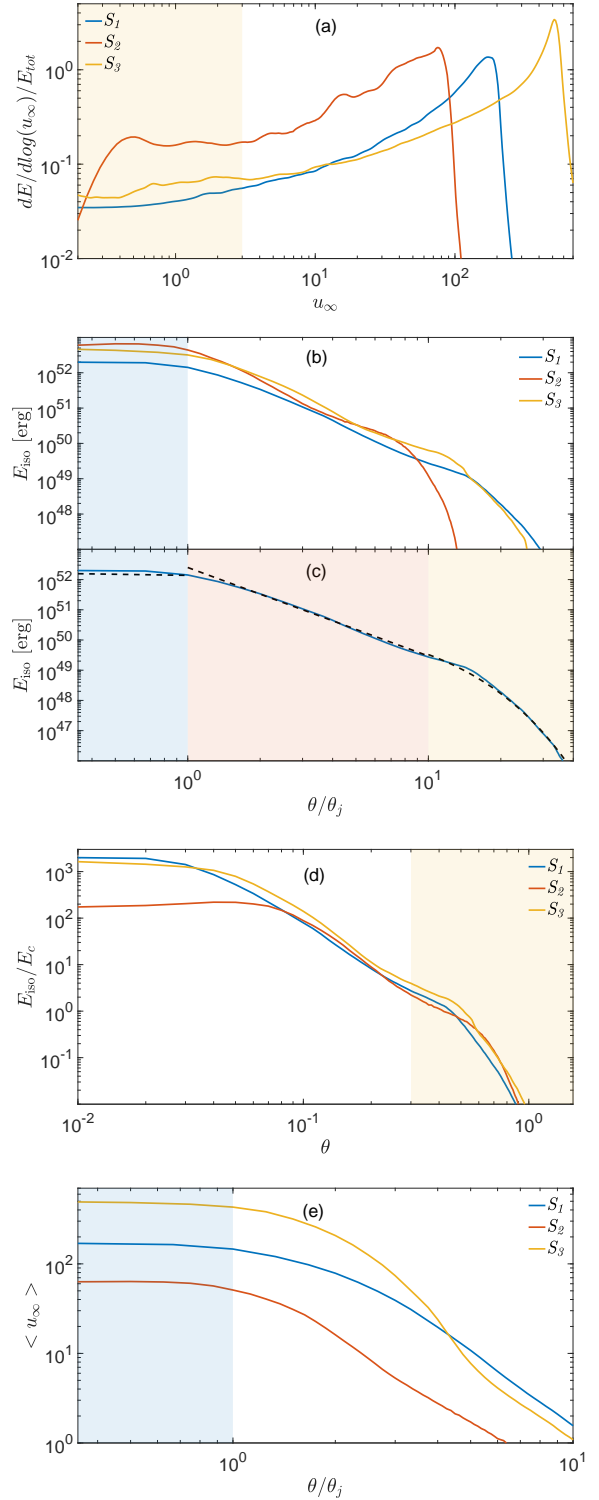 (a)
S1
S2
S3
10^0
10^-1
10^-2
dE/dlog(u∞)/Etot
10^0
10^1
10^2
u∞
(b)
S1
S2
S3
10^52
10^51
10^50
10^49
10^48
Eiso [erg]
(c)
10^52
10^51
10^50
10^49
10^48
10^47
Eiso [erg]
10^0
10^1
θ/θj
(d)
S1
S2
S3
10^3
10^2
10^1
10^0
10^-1
Eiso/Ec
10^-2
10^-1
10^0
θ
(e)
S1
S2
S3
10^2
10^1
10^0
< u∞ >
10^0
10^1
θ/θj